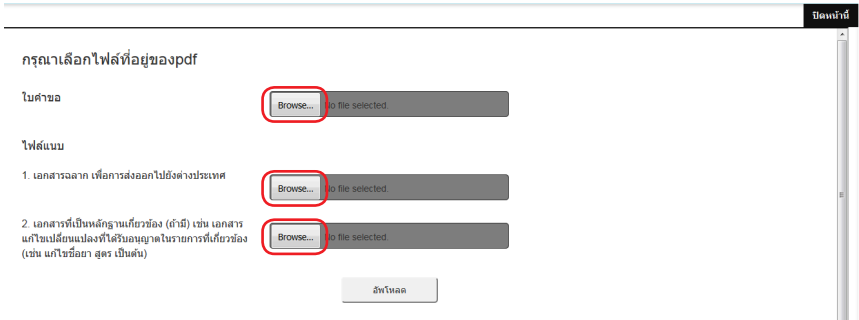 ปิดหน้านี้
กรุณาเลือกไฟล์ที่อยู่ของpdf
ใบคำขอ
Browse... No file selected.
ไฟล์แนบ
1. เอกสารฉลาก เพื่อการส่งออกไปยังต่างประเทศ
Browse... No file selected.
2. เอกสารที่เป็นหลักฐานเกี่ยวข้อง (ถ้ามี) เช่น เอกสาร
แก้ไขเปลี่ยนแปลงที่ได้รับอนุญาตในรายการที่เกี่ยวข้อง
(เช่น แก้ไขชื่อยา สูตร เป็นต้น)
Browse... No file selected.
อัพโหลด